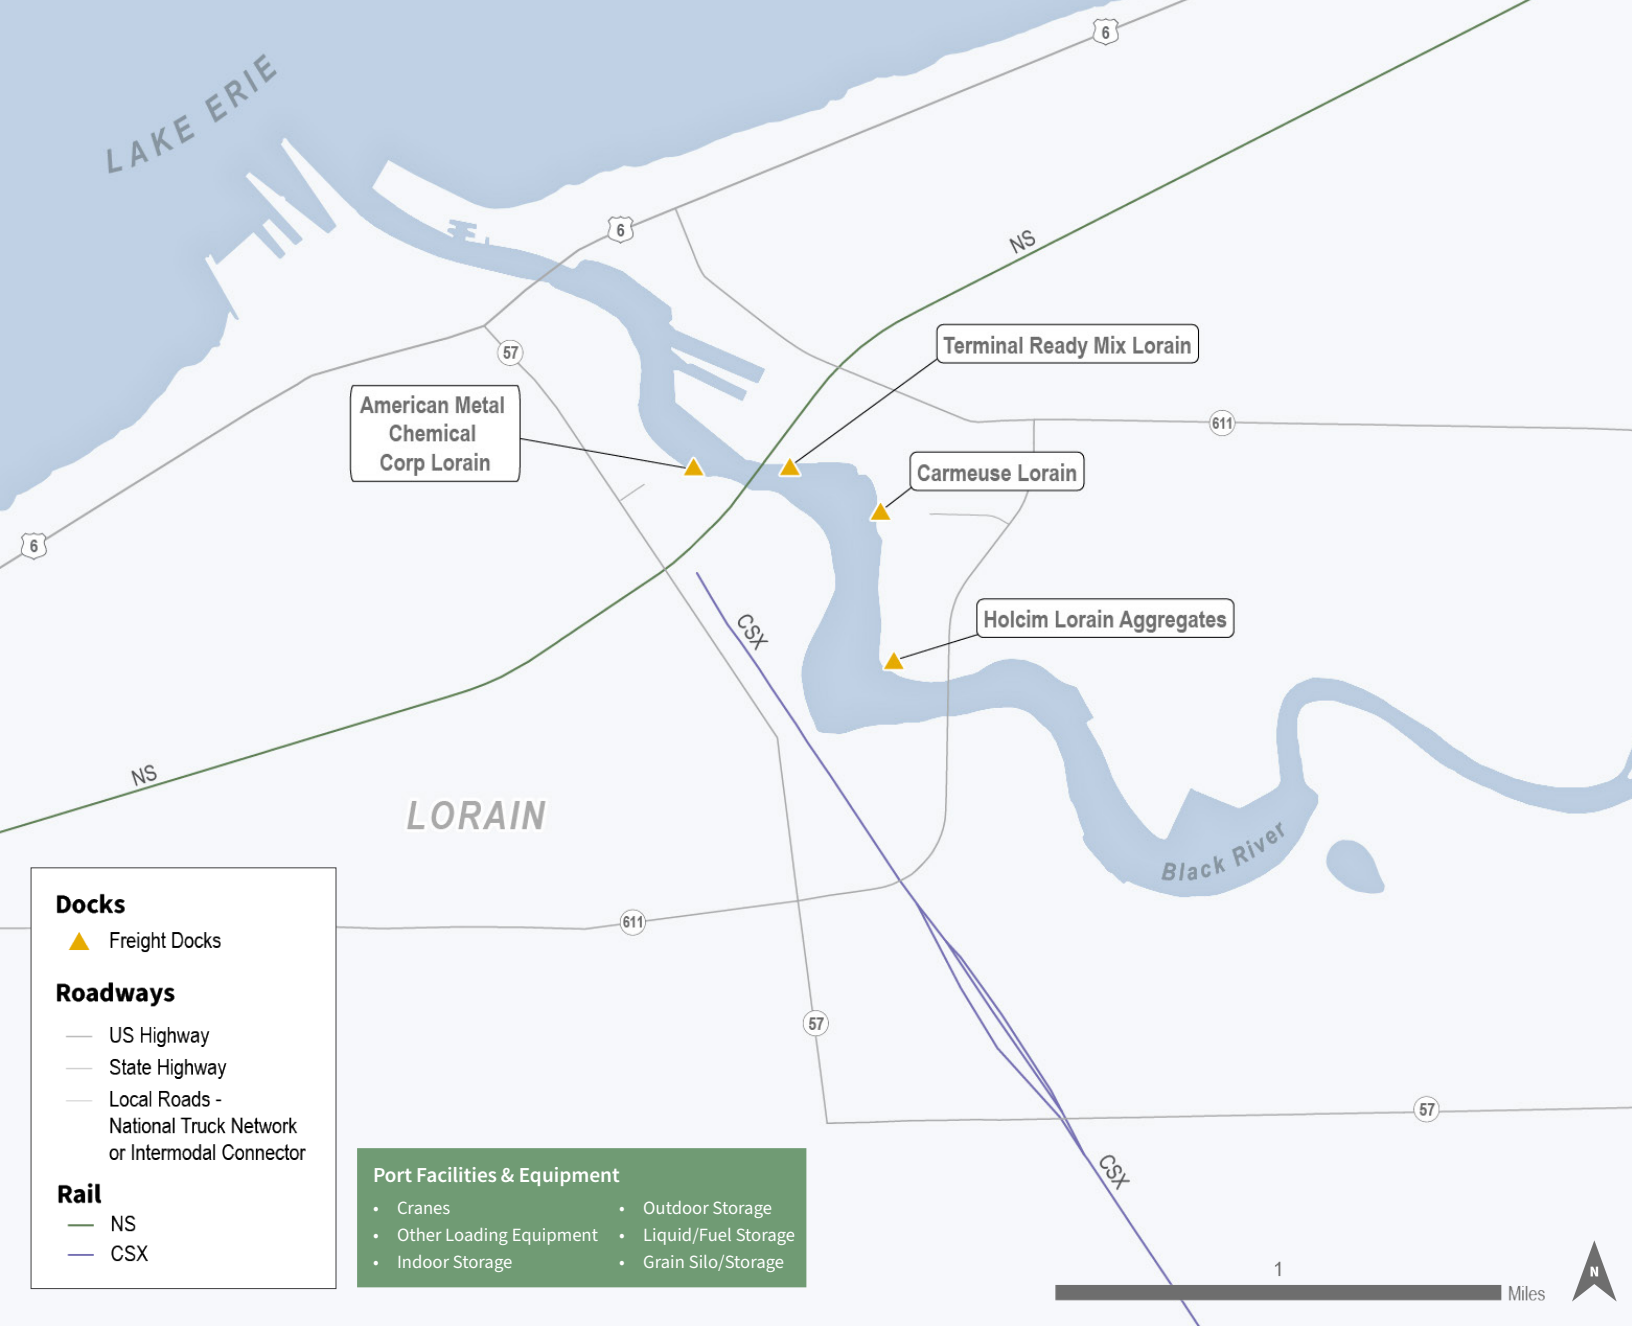 LAKE ERIE
6
6
NS
57
Terminal Ready Mix Lorain
American Metal
Chemical
Corp Lorain
611
Carmeuse Lorain
6
Holcim Lorain Aggregates
CSX
NS
LORAIN
Black River
611
57
57
CSX
Docks
Freight Docks
Roadways
US Highway
State Highway
Local Roads -
National Truck Network
or Intermodal Connector
Rail
NS
CSX
Port Facilities & Equipment
• Cranes
• Other Loading Equipment
• Indoor Storage
• Outdoor Storage
• Liquid/Fuel Storage
• Grain Silo/Storage
1
Miles
N